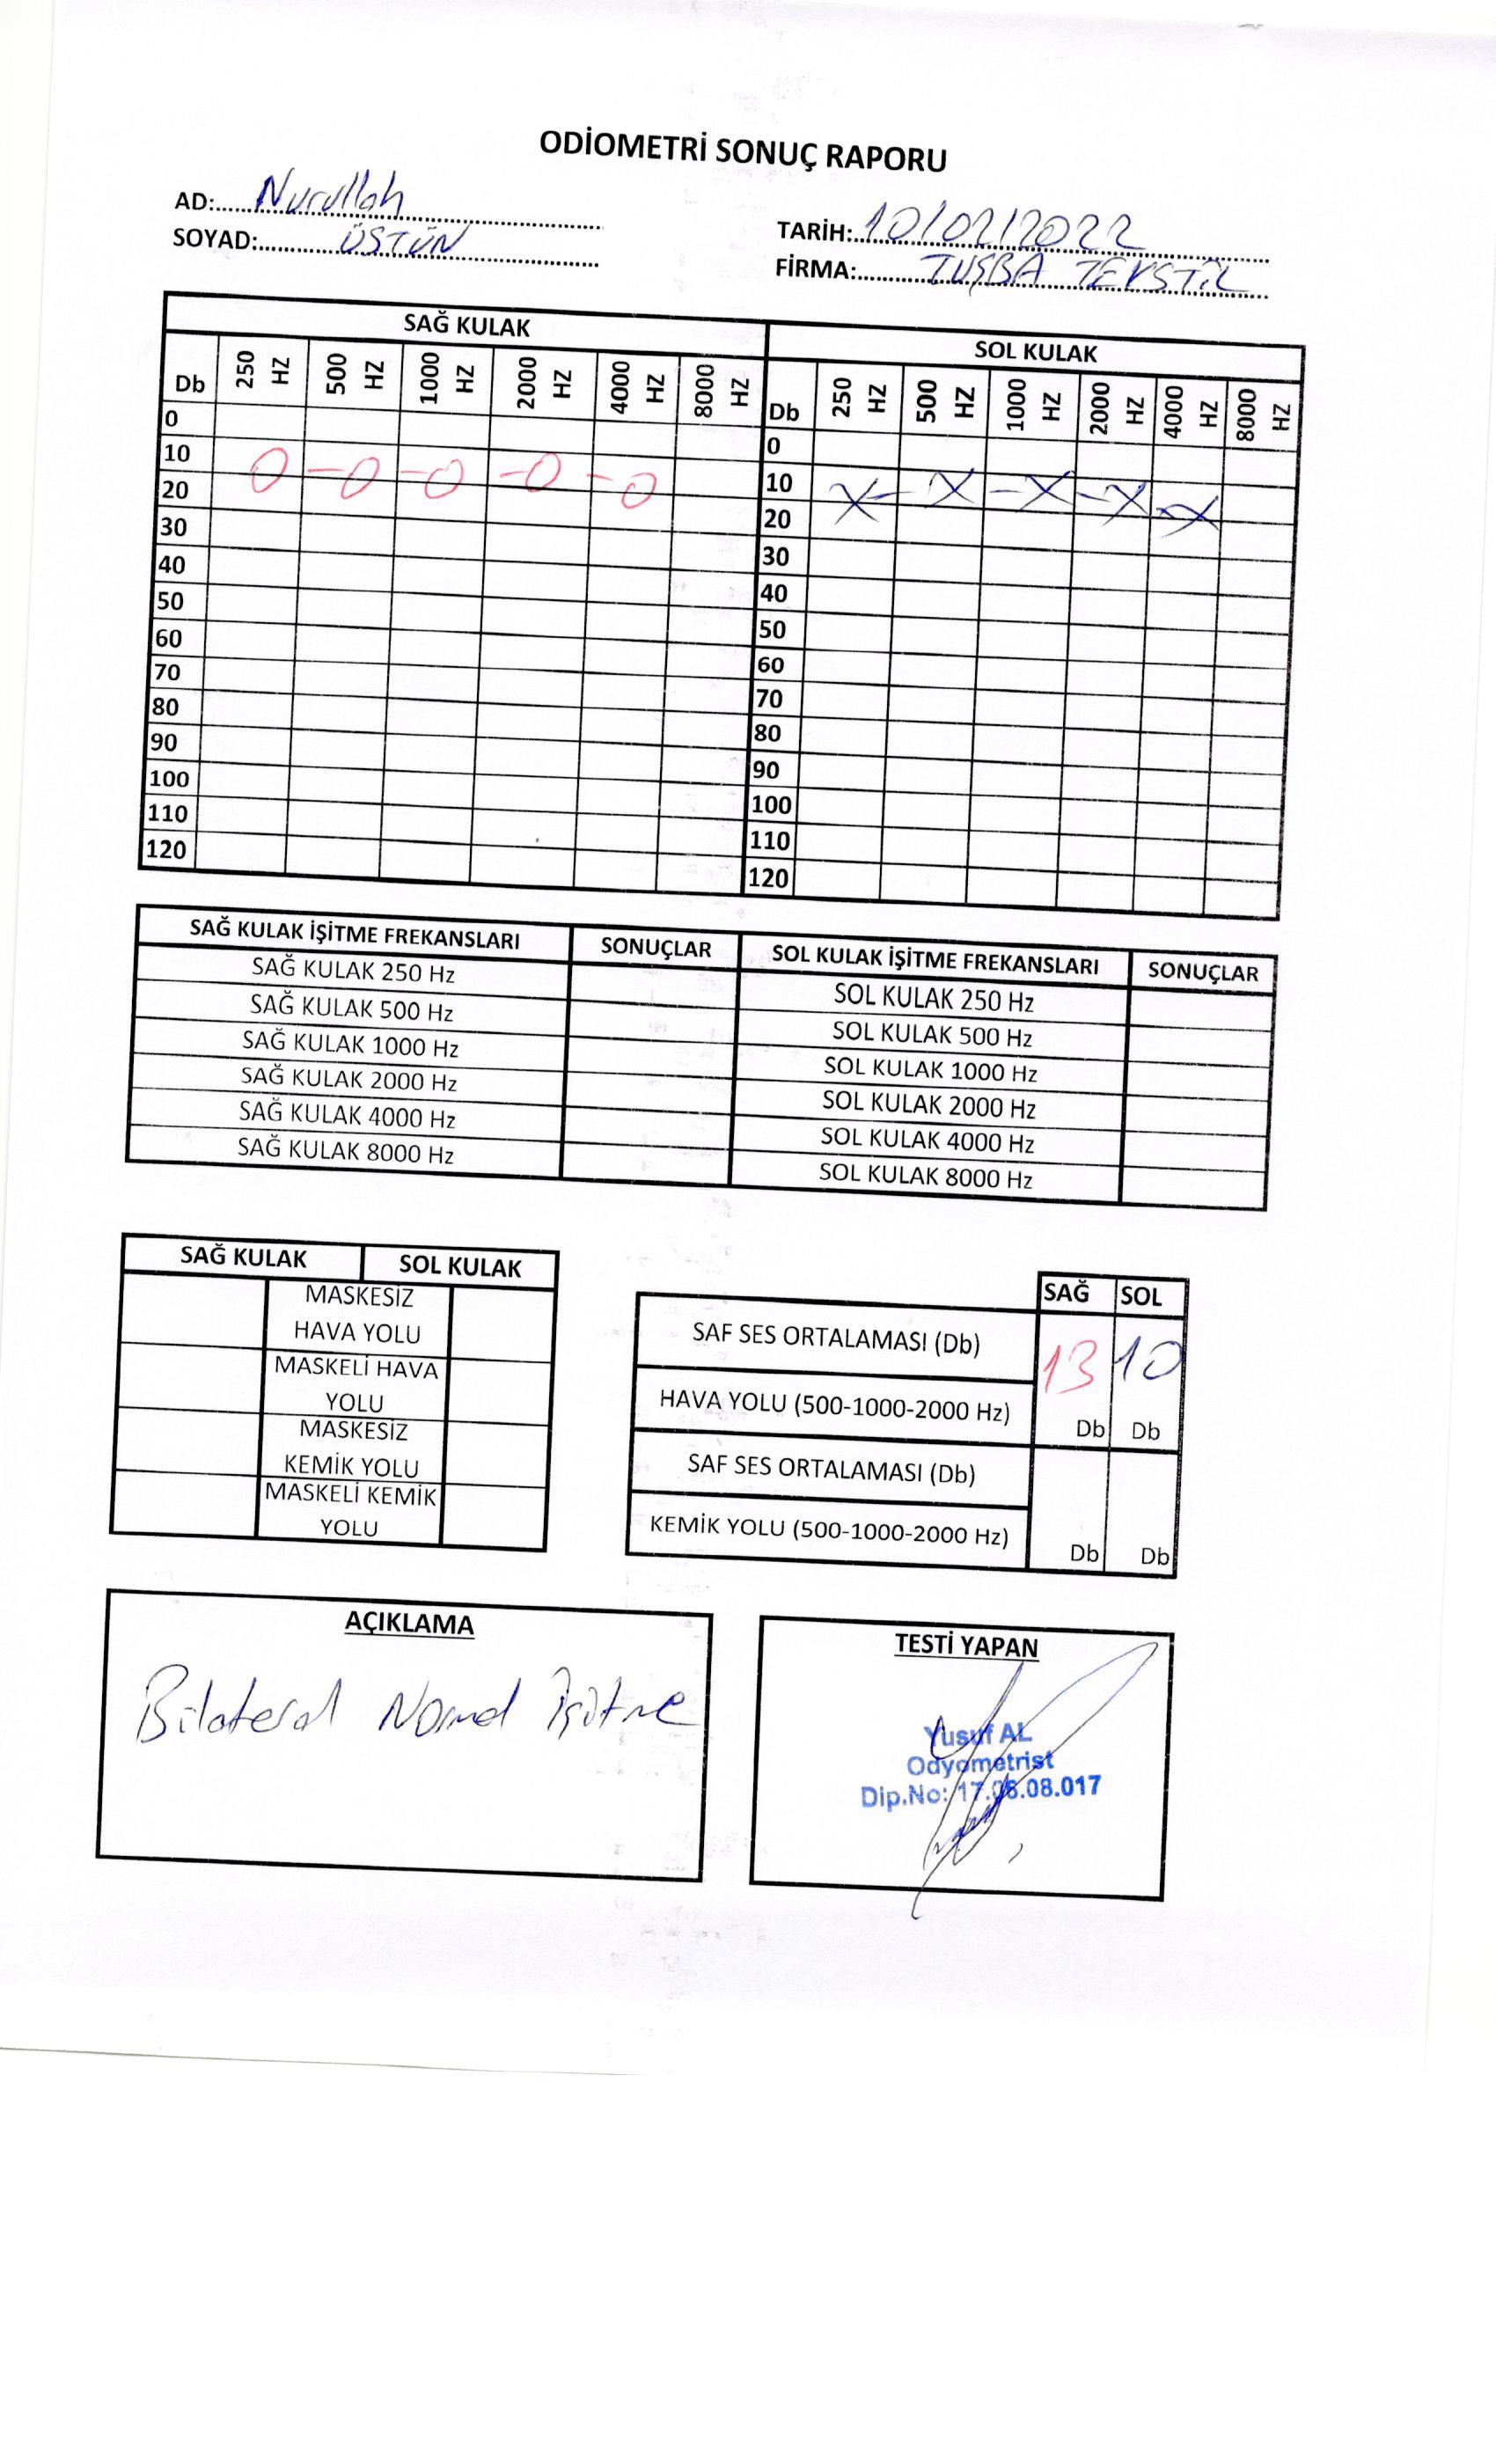 ODİOMETRİ SONUÇ RAPORU
AD: Nurullah
SOYAD: ÜSTÜN
TARİH: 10/02/2022
FİRMA: TUŞBA TEKSTİL
SAĞ KULAK SOL KULAK
Db 250 HZ 500 HZ 1000 HZ 2000 HZ 4000 HZ 8000 HZ Db 250 HZ 500 HZ 1000 HZ 2000 HZ 4000 HZ 8000 HZ
0 0
10 0 - 0 - 0 - 0 - 0 10 X - X - X - X - X
20 20
30 30
40 40
50 50
60 60
70 70
80 80
90 90
100 100
110 110
120 120
SAĞ KULAK İŞİTME FREKANSLARI SONUÇLAR SOL KULAK İŞİTME FREKANSLARI SONUÇLAR
SAĞ KULAK 250 Hz SOL KULAK 250 Hz
SAĞ KULAK 500 Hz SOL KULAK 500 Hz
SAĞ KULAK 1000 Hz SOL KULAK 1000 Hz
SAĞ KULAK 2000 Hz SOL KULAK 2000 Hz
SAĞ KULAK 4000 Hz SOL KULAK 4000 Hz
SAĞ KULAK 8000 Hz SOL KULAK 8000 Hz
SAĞ KULAK SOL KULAK
MASKESİZ
HAVA YOLU
MASKELİ HAVA
YOLU
MASKESİZ
KEMİK YOLU
MASKELİ KEMİK
YOLU
SAĞ SOL
SAF SES ORTALAMASI (Db) 13 10
HAVA YOLU (500-1000-2000 Hz) Db Db
SAF SES ORTALAMASI (Db)
KEMİK YOLU (500-1000-2000 Hz) Db Db
AÇIKLAMA
Bilateral Normal İşitme
TESTİ YAPAN
Yusuf AL
Odyometrist
Dip.No: 17.06.08.017